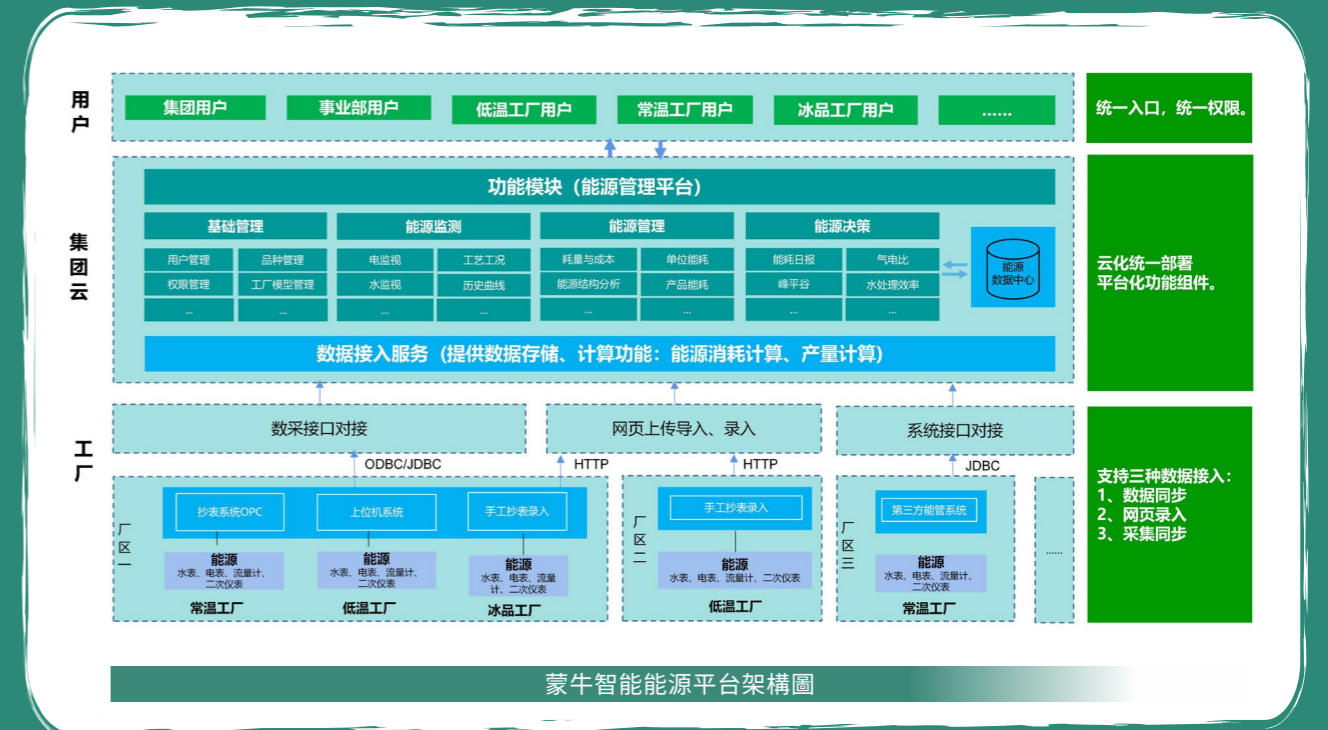 用户
集团用户
事业部用户
低温工厂用户
常温工厂用户
冰品工厂用户
......
统一入口，统一权限。
集团云
功能模块（能源管理平台）
基础管理
能源监测
能源管理
能源决策
用户管理
品种管理
电监视
工艺工况
耗量与成本
单位能耗
能耗日报
气电比
权限管理
工厂模型管理
水监视
历史曲线
能源结构分析
产品能耗
峰平谷
水处理效率
...
...
...
...
...
...
...
...
能源
数据中心
数据接入服务（提供数据存储、计算功能：能源消耗计算、产量计算）
云化统一部署
平台化功能组件。
工厂
数采接口对接
网页上传导入、录入
系统接口对接
ODBC/JDBC
HTTP
HTTP
JDBC
厂区一
抄表系统OPC
上位机系统
手工抄表录入
能源
水表、电表、流量计、
二次仪表
常温工厂
能源
水表、电表、流量计、
二次仪表
低温工厂
能源
水表、电表、流量
计、二次仪表
冰品工厂
厂区二
手工抄表录入
能源
水表、电表、流量计、二次仪表
低温工厂
厂区三
第三方能管系统
能源
水表、电表、流量计、
二次仪表
常温工厂
......
支持三种数据接入：
1、数据同步
2、网页录入
3、采集同步
蒙牛智能能源平台架構圖